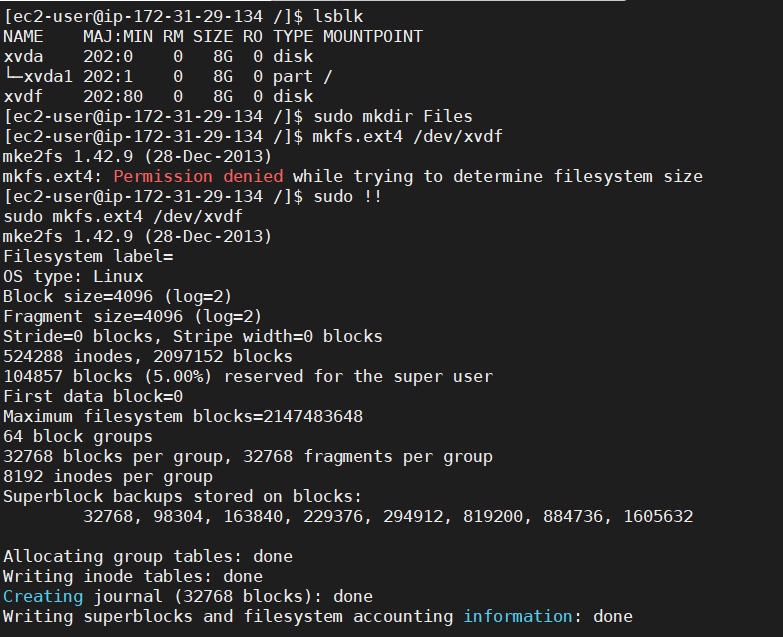 [ec2-user@ip-172-31-29-134 /]$ lsblk
NAME    MAJ:MIN RM SIZE RO TYPE MOUNTPOINT
xvda    202:0    0   8G  0 disk
└─xvda1 202:1    0   8G  0 part /
xvdf    202:80   0   8G  0 disk
[ec2-user@ip-172-31-29-134 /]$ sudo mkdir Files
[ec2-user@ip-172-31-29-134 /]$ mkfs.ext4 /dev/xvdf
mke2fs 1.42.9 (28-Dec-2013)
mkfs.ext4: Permission denied while trying to determine filesystem size
[ec2-user@ip-172-31-29-134 /]$ sudo !!
sudo mkfs.ext4 /dev/xvdf
mke2fs 1.42.9 (28-Dec-2013)
Filesystem label=
OS type: Linux
Block size=4096 (log=2)
Fragment size=4096 (log=2)
Stride=0 blocks, Stripe width=0 blocks
524288 inodes, 2097152 blocks
104857 blocks (5.00%) reserved for the super user
First data block=0
Maximum filesystem blocks=2147483648
64 block groups
32768 blocks per group, 32768 fragments per group
8192 inodes per group
Superblock backups stored on blocks:
        32768, 98304, 163840, 229376, 294912, 819200, 884736, 1605632

Allocating group tables: done
Writing inode tables: done
Creating journal (32768 blocks): done
Writing superblocks and filesystem accounting information: done